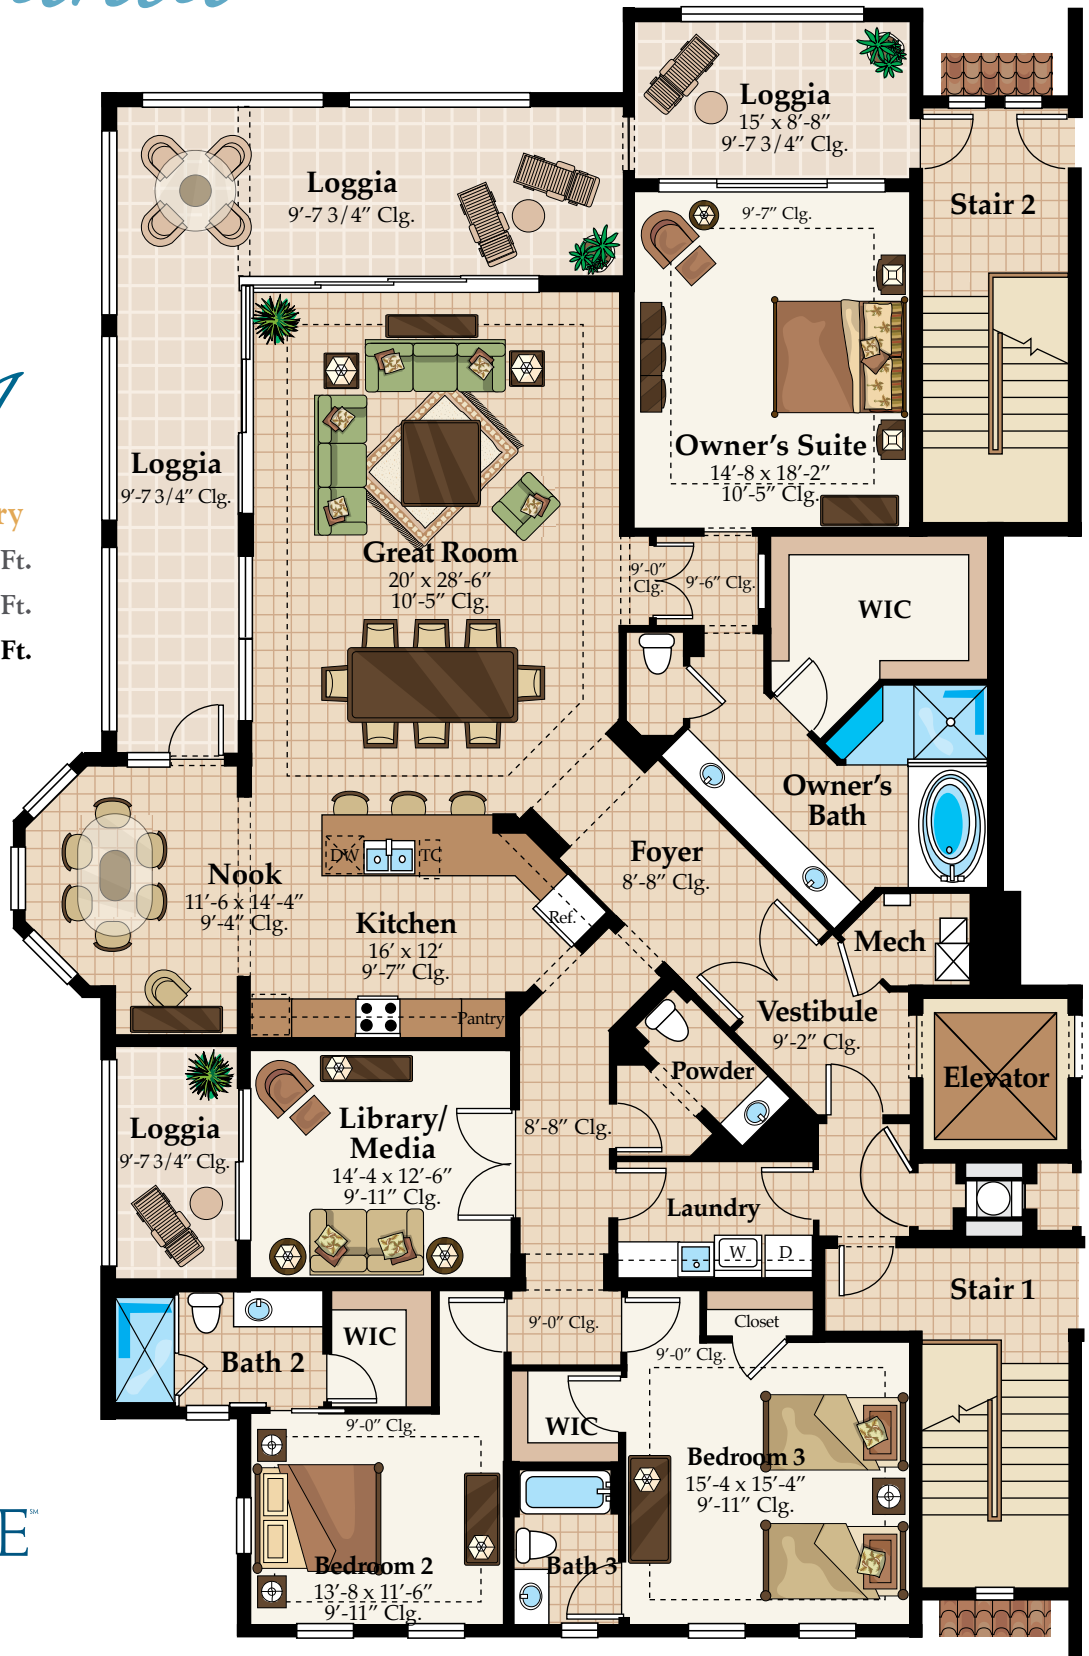 Loggia
15' x 8'-8"
9'-7 3/4" Clg.
Loggia
9'-7 3/4" Clg.
Stair 2
9'-7" Clg.
Owner's Suite
14'-8 x 18'-2"
10'-5" Clg.
Loggia
9'-7 3/4" Clg.
ry
Ft.
Ft.
Ft.
Great Room
20' x 28'-6"
10'-5" Clg.
9'-0"
Clg.
9'-6" Clg.
WIC
Owner's
Bath
Foyer
8'-8" Clg.
DW
TC
Nook
11'-6 x 14'-4"
9'-4" Clg.
Kitchen
16' x 12'
9'-7" Clg.
Ref.
Mech
Pantry
Vestibule
9'-2" Clg.
Powder
Elevator
Loggia
9'-7 3/4" Clg.
Library/
Media
14'-4 x 12'-6"
9'-11" Clg.
8'-8" Clg.
Laundry
W
D
Stair 1
9'-0" Clg.
Closet
WIC
Bath 2
9'-0" Clg.
9'-0" Clg.
WIC
Bedroom 3
15'-4 x 15'-4"
9'-11" Clg.
E℠
Bedroom 2
13'-8 x 11'-6"
9'-11" Clg.
Bath 3